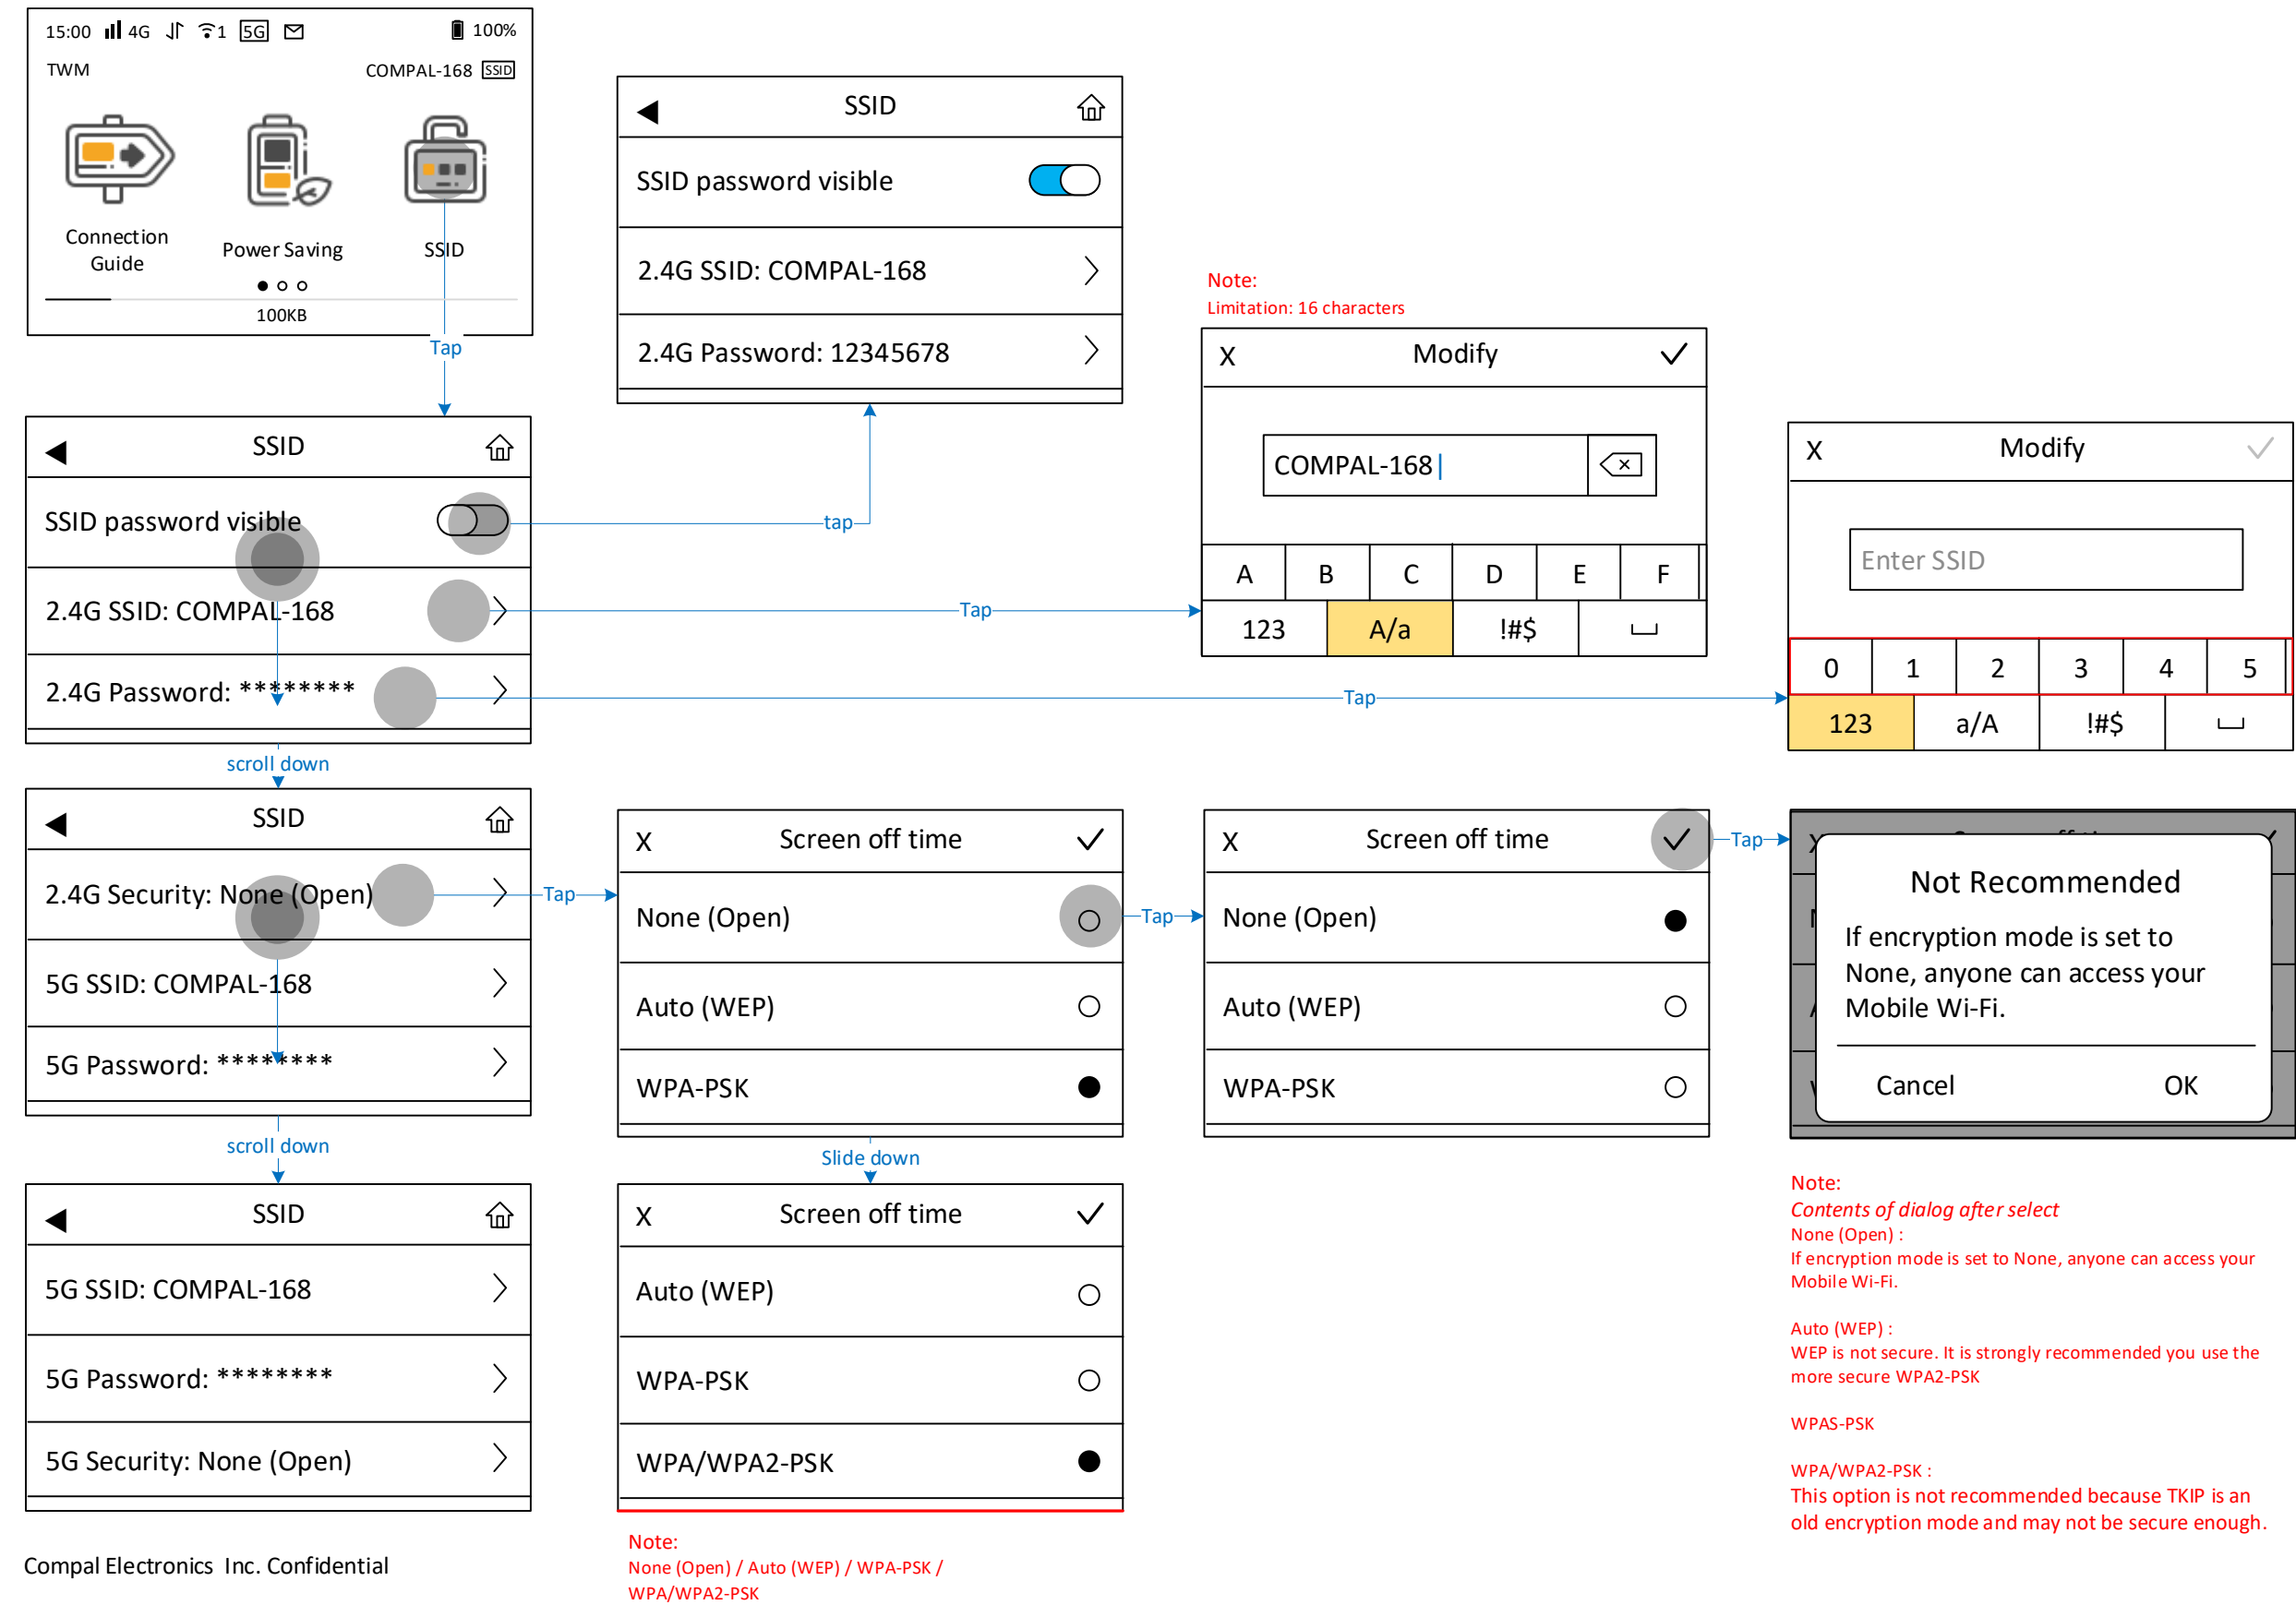 15:00 4G 1 5G 100%
TWM COMPAL-168 SSID
Connection
Guide
Power Saving
SSID
100KB
Tap
SSID
SSID password visible
2.4G SSID: COMPAL-168
2.4G Password: 12345678
SSID
SSID password visible
2.4G SSID: COMPAL-168
2.4G Password: ********
tap
Tap
Tap
Note:
Limitation: 16 characters
X Modify
COMPAL-168
A B C D E F
123 A/a !#$
X Modify
Enter SSID
0 1 2 3 4 5
123 a/A !#$
scroll down
SSID
2.4G Security: None (Open)
5G SSID: COMPAL-168
5G Password: ********
Tap
X Screen off time
None (Open)
Auto (WEP)
WPA-PSK
Tap
X Screen off time
None (Open)
Auto (WEP)
WPA-PSK
Tap
Not Recommended
If encryption mode is set to
None, anyone can access your
Mobile Wi-Fi.
Cancel OK
scroll down
SSID
5G SSID: COMPAL-168
5G Password: ********
5G Security: None (Open)
Slide down
X Screen off time
Auto (WEP)
WPA-PSK
WPA/WPA2-PSK
Note:
None (Open) / Auto (WEP) / WPA-PSK /
WPA/WPA2-PSK
Note:
Contents of dialog after select
None (Open) :
If encryption mode is set to None, anyone can access your
Mobile Wi-Fi.
Auto (WEP) :
WEP is not secure. It is strongly recommended you use the
more secure WPA2-PSK
WPAS-PSK
WPA/WPA2-PSK :
This option is not recommended because TKIP is an
old encryption mode and may not be secure enough.
Compal Electronics Inc. Confidential